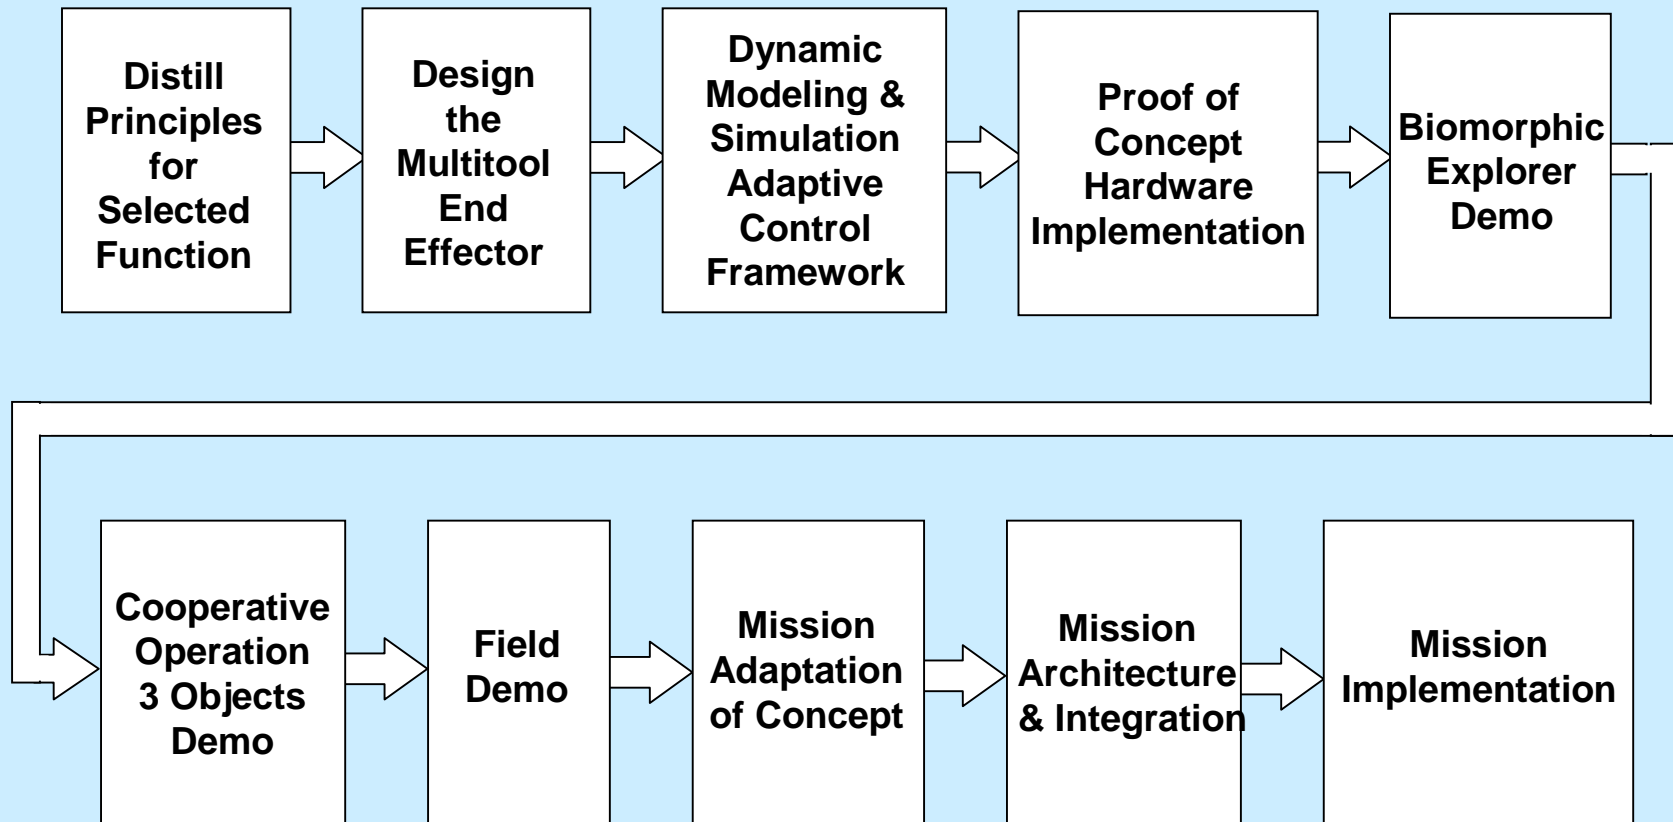 Distill
Principles
for
Selected
Function
Design
the
Multitool
End
Effector
Dynamic
Modeling &
Simulation
Adaptive
Control
Framework
Proof of
Concept
Hardware
Implementation
Biomorphic
Explorer
Demo
Cooperative
Operation
3 Objects
Demo
Field
Demo
Mission
Adaptation
of Concept
Mission
Architecture
& Integration
Mission
Implementation